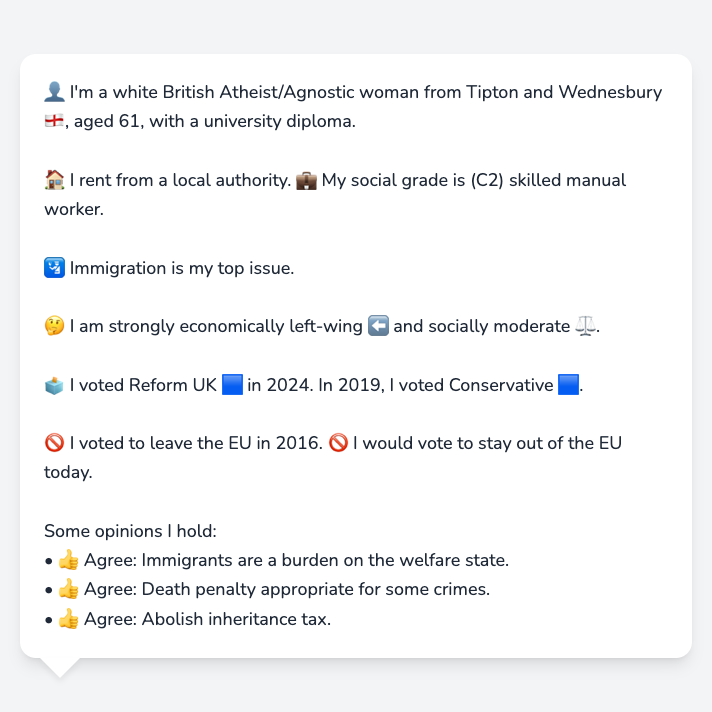 👤 I'm a white British Atheist/Agnostic woman from Tipton and Wednesbury
🏴󠁧󠁢󠁥󠁮󠁧󠁿, aged 61, with a university diploma.
🏠 I rent from a local authority. 💼 My social grade is (C2) skilled manual
worker.
🛂 Immigration is my top issue.
🤔 I am strongly economically left-wing ⬅️ and socially moderate ⚖️.
🗳️ I voted Reform UK 🟦 in 2024. In 2019, I voted Conservative 🟦.
🚫 I voted to leave the EU in 2016. 🚫 I would vote to stay out of the EU
today.
Some opinions I hold:
• 👍 Agree: Immigrants are a burden on the welfare state.
• 👍 Agree: Death penalty appropriate for some crimes.
• 👍 Agree: Abolish inheritance tax.